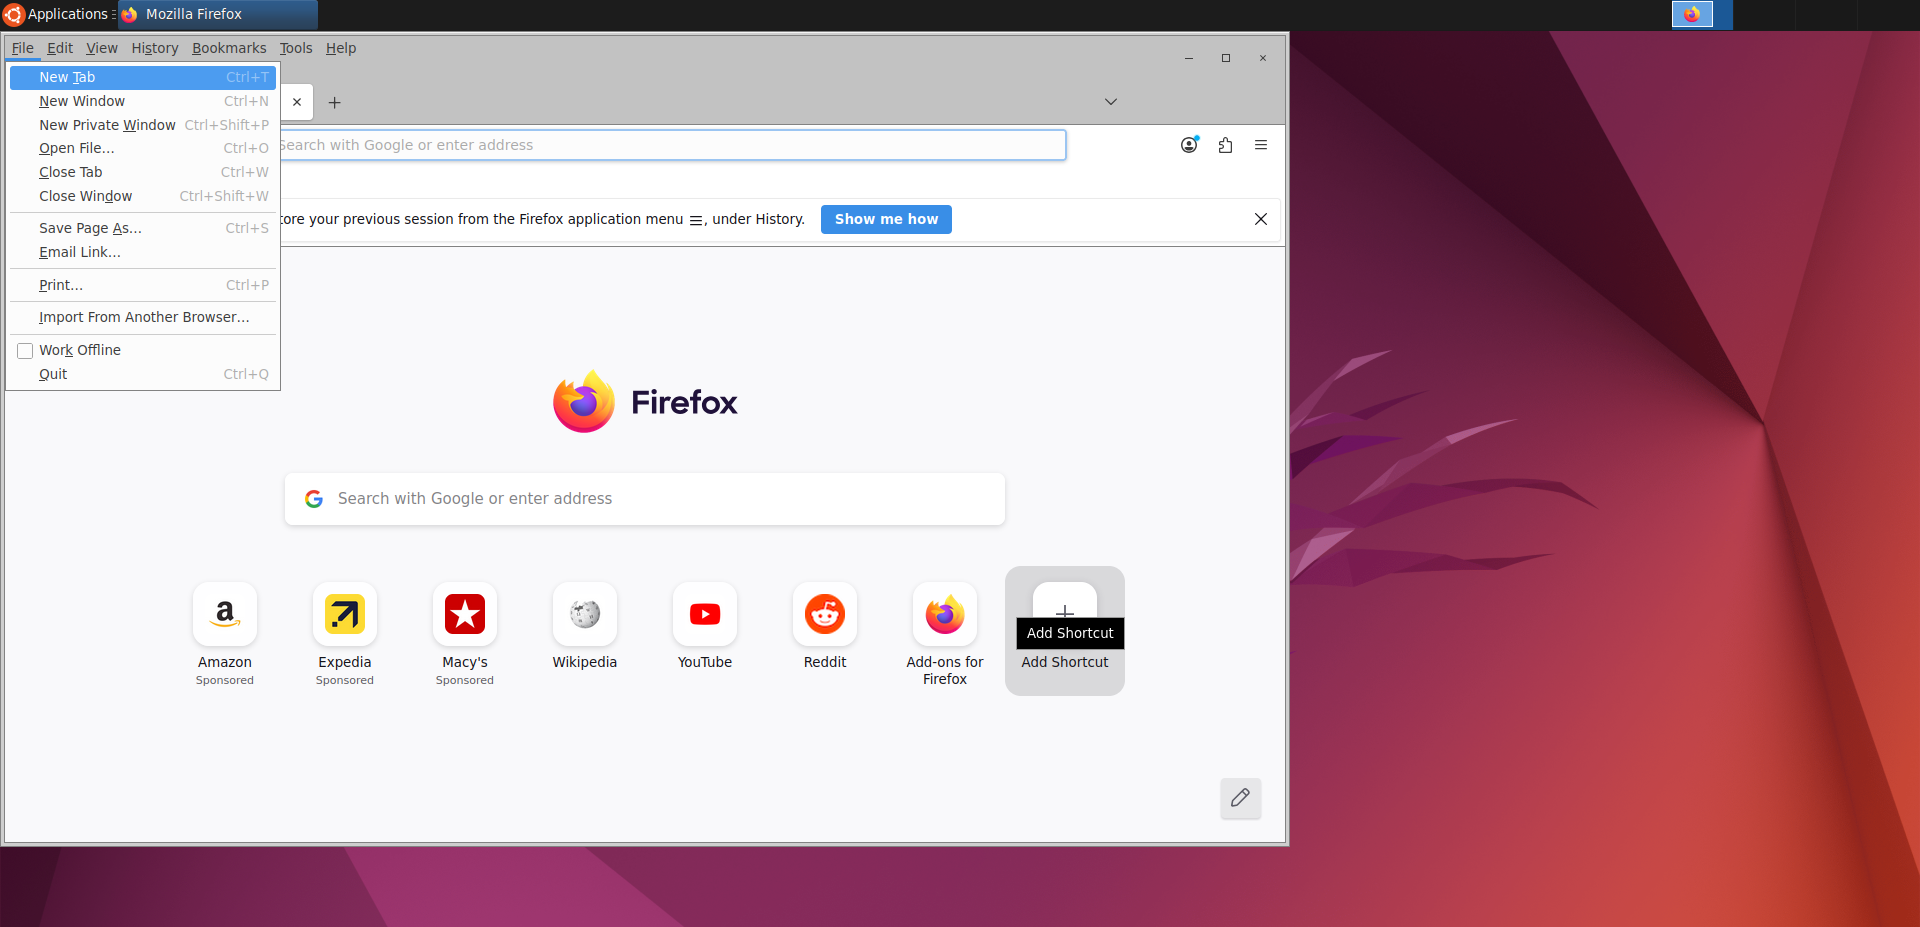 Applications
Mozilla Firefox
File Edit View History Bookmarks Tools Help
New Tab Ctrl+T
New Window Ctrl+N
New Private Window Ctrl+Shift+P
Open File... Ctrl+O
Close Tab Ctrl+W
Close Window Ctrl+Shift+W
Save Page As... Ctrl+S
Email Link...
Print... Ctrl+P
Import From Another Browser...
Work Offline
Quit Ctrl+Q
Search with Google or enter address
your previous session from the Firefox application menu ☰, under History.
Show me how
Firefox
Search with Google or enter address
Amazon
Sponsored
Expedia
Sponsored
Macy's
Sponsored
Wikipedia
YouTube
Reddit
Add-ons for
Firefox
Add Shortcut
Add Shortcut